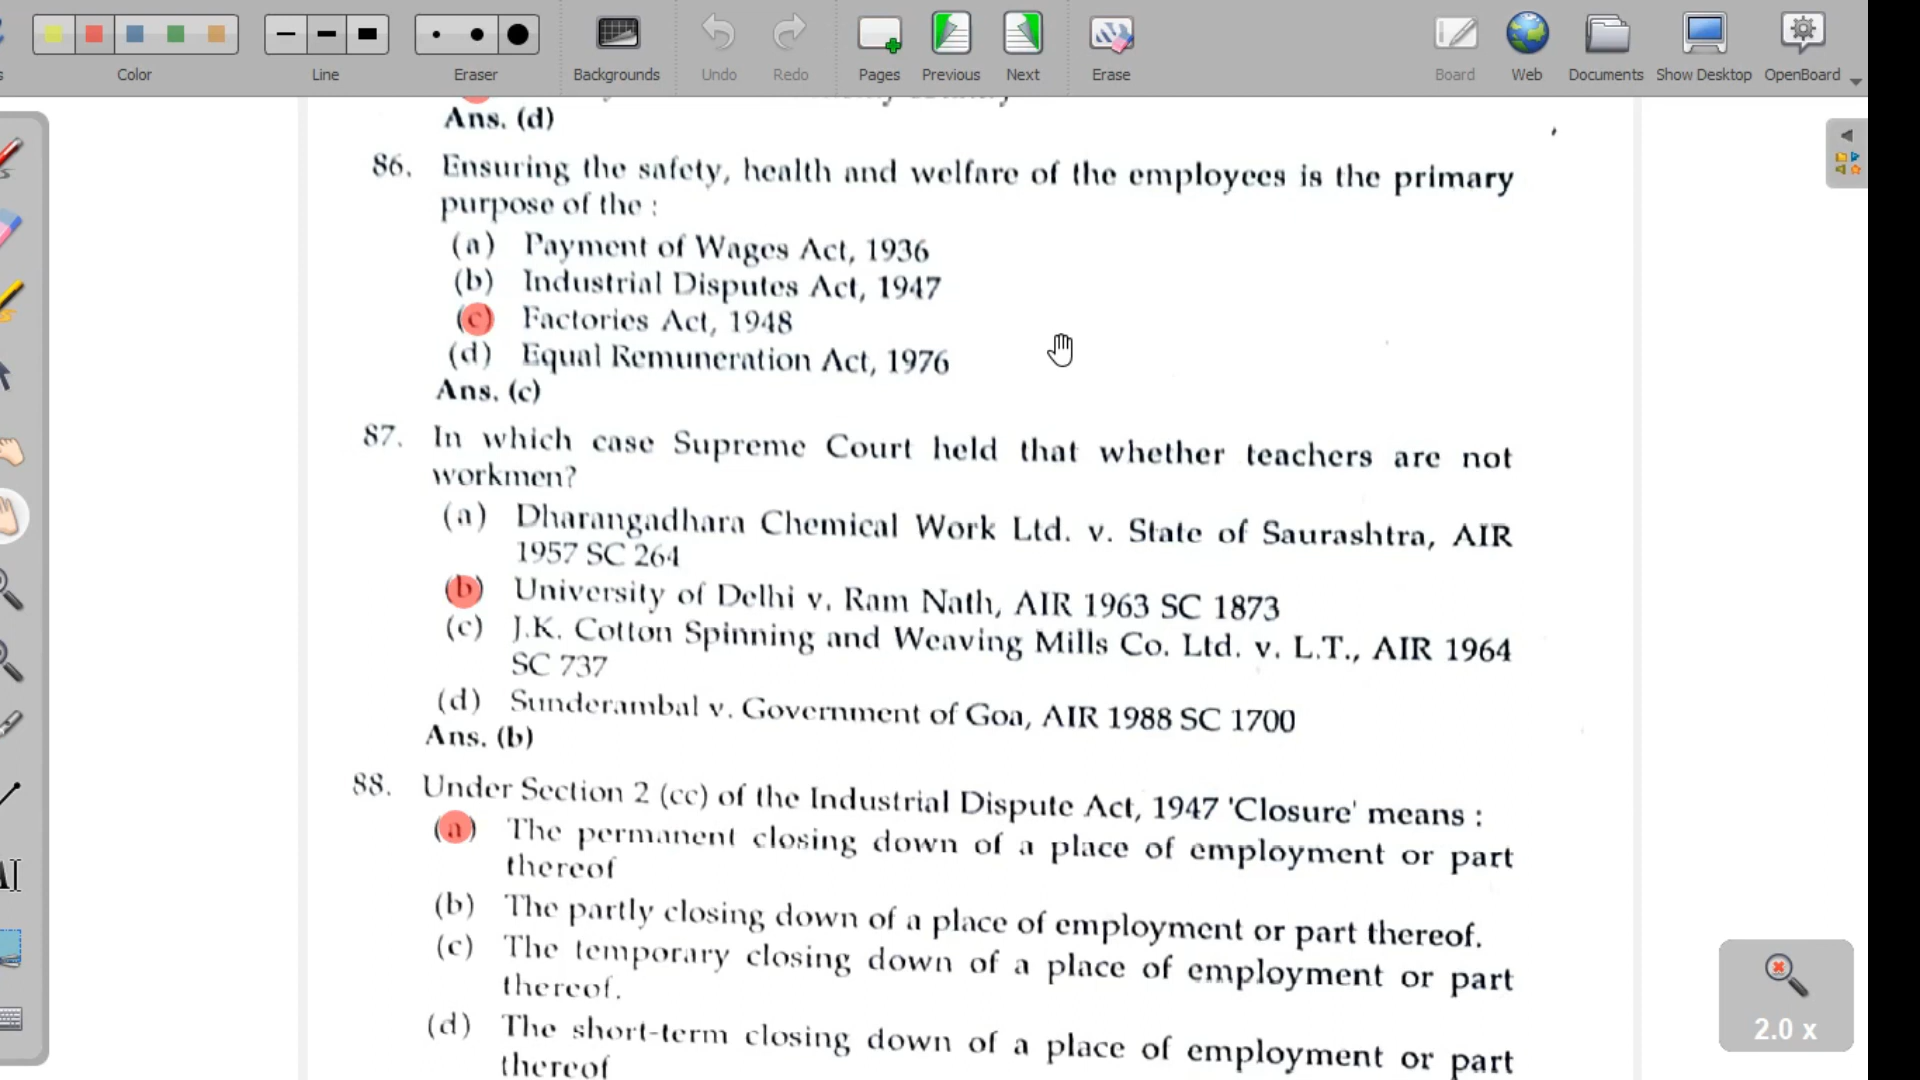 Color
Line
Eraser
Backgrounds
Undo
Redo
Pages
Previous
Next
Erase
Board
Web
Documents
Show Desktop
OpenBoard
Ans. (d)
86. Ensuring the safety, health and welfare of the employees is the primary
purpose of the :
(a) Payment of Wages Act, 1936
(b) Industrial Disputes Act, 1947
(c) Factories Act, 1948
(d) Equal Remuneration Act, 1976
Ans. (c)
87. In which case Supreme Court held that whether teachers are not
workmen?
(a) Dharangadhara Chemical Work Ltd. v. State of Saurashtra, AIR
1957 SC 264
(b) University of Delhi v. Ram Nath, AIR 1963 SC 1873
(c) J.K. Cotton Spinning and Weaving Mills Co. Ltd. v. L.T., AIR 1964
SC 737
(d) Sunderambal v. Government of Goa, AIR 1988 SC 1700
Ans. (b)
88. Under Section 2 (cc) of the Industrial Dispute Act, 1947 'Closure' means :
(a) The permanent closing down of a place of employment or part
thereof
(b) The partly closing down of a place of employment or part thereof.
(c) The temporary closing down of a place of employment or part
thereof.
(d) The short-term closing down of a place of employment or part
thereof
2.0 x